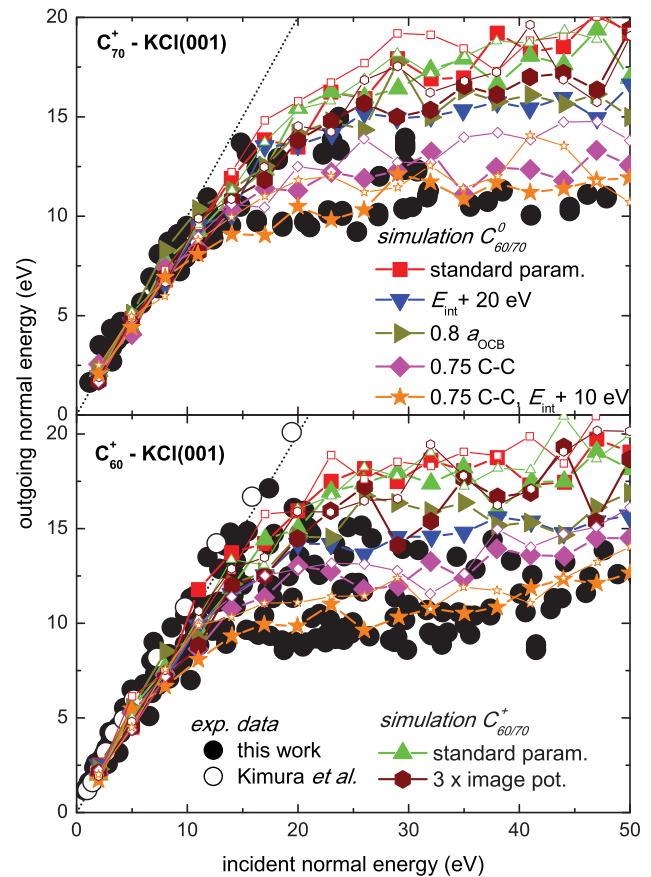 20
C₇₀⁺ - KCl(001)
15
10
simulation C⁰₆₀/₇₀
standard param.
E_int + 20 eV
5
0.8 a_OCB
0.75 C-C
0.75 C-C, E_int + 10 eV
0
outgoing normal energy (eV)
20
C₆₀⁺ - KCl(001)
15
10
5
exp. data
this work
Kimura et al.
simulation C⁺₆₀/₇₀
standard param.
3 x image pot.
0
0 10 20 30 40 50
incident normal energy (eV)